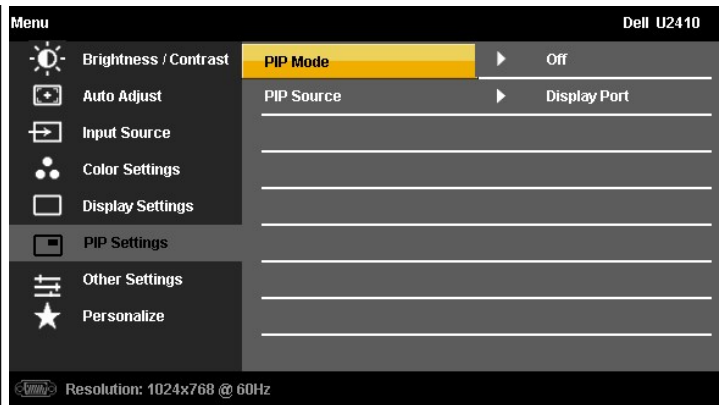 Menu Dell U2410
Brightness / Contrast PIP Mode Off
Auto Adjust PIP Source Display Port
Input Source
Color Settings
Display Settings
PIP Settings
Other Settings
Personalize
Resolution: 1024x768 @ 60Hz